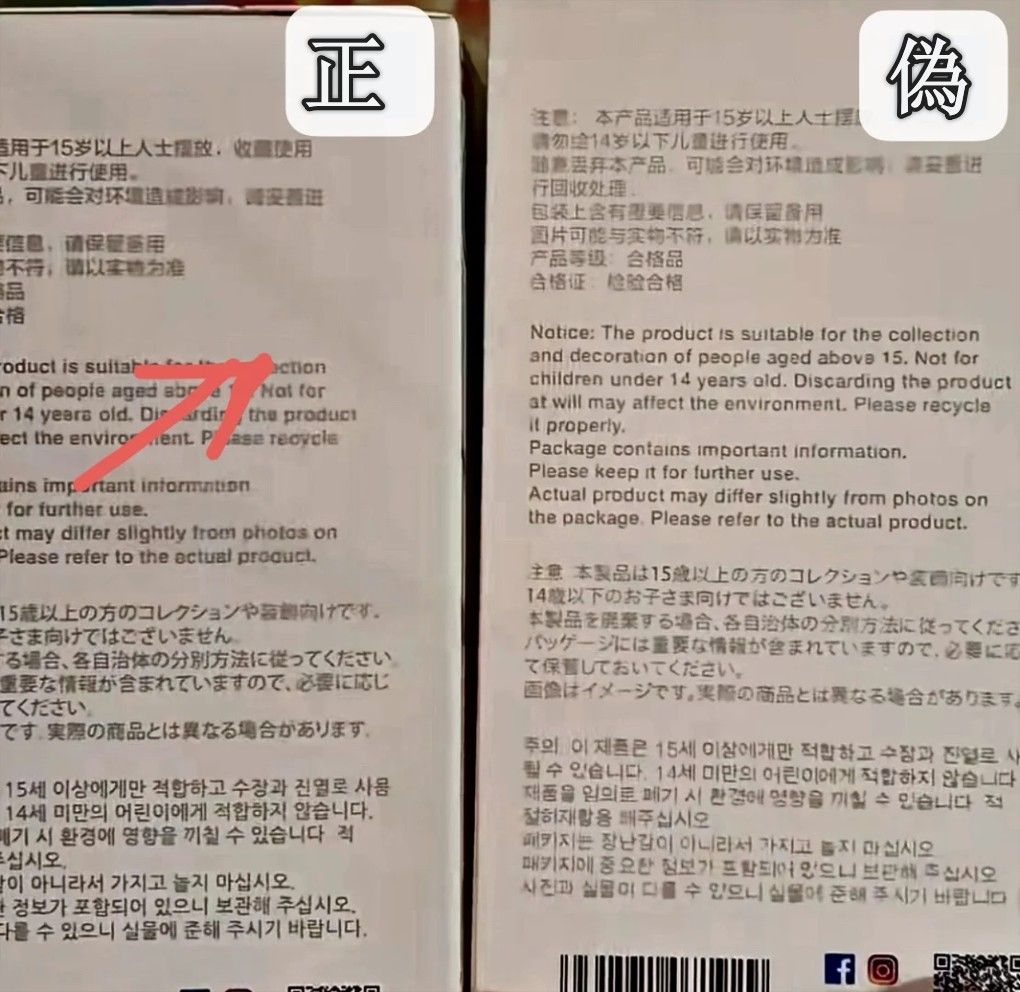 正
适用于15岁以上人士摆放，收藏使用
下儿童进行使用。
，可能会对环境造成影响，请妥善进
信息，请保留备用
不符，请以实物为准
格品
合格
roduct is suitable for the collection
n of people aged above Not for
r 14 years old. Discarding the product
ect the environment. Please recycle
ains important information
for further use.
ct may differ slightly from photos on
Please refer to the actual product.
15歳以上の方のコレクションや装飾向けです。
子さま向けではございません。
する場合、各自治体の分別方法に従ってください。
重要な情報が含まれていますので、必要に応じ
てください。
です。実際の商品とは異なる場合があります。
15세 이상에게만 적합하고 수장과 진열로 사용
14세 미만의 어린이에게 적합하지 않습니다.
폐기 시 환경에 영향을 끼칠 수 있습니다 적
주십시오.
감이 아니라서 가지고 놀지 마십시오.
한 정보가 포함되어 있으니 보관해 주십시오.
다를 수 있으니 실물에 준해 주시기 바랍니다.
偽
注意： 本产品适用于15岁以上人士摆
请勿给14岁以下儿童进行使用。
随意丢弃本产品，可能会对环境造成影响，请妥善进
行回收处理。
包装上含有重要信息，请保留备用
图片可能与实物不符，请以实物为准
产品等级：合格品
合格证：检验合格
Notice: The product is suitable for the collection
and decoration of people aged above 15. Not for
children under 14 years old. Discarding the product
at will may affect the environment. Please recycle
it properly.
Package contains important information.
Please keep it for further use.
Actual product may differ slightly from photos on
the package. Please refer to the actual product.
注意 本製品は15歳以上の方のコレクションや装飾向けです
14歳以下のお子さま向けではございません。
本製品を廃棄する場合、各自治体の分別方法に従ってくださ
パッケージには重要な情報が含まれていますので、必要に応
て保管しておいてください。
画像はイメージです。実際の商品とは異なる場合があります。
주의. 이 제품은 15세 이상에게만 적합하고 수장과 진열로 사
될 수 있습니다. 14세 미만의 어린이에게 적합하지 않습니다
제품을 임의로 폐기 시 환경에 영향을 끼칠 수 있습니다 적
절히재활용 해주십시오
패키지는 장난감이 아니라서 가지고 놀지 마십시오
패키지에 중요한 정보가 포함되어 있으니 보관해 주십시오
사진과 실물이 다를 수 있으니 실물에 준해 주시기 바랍니다